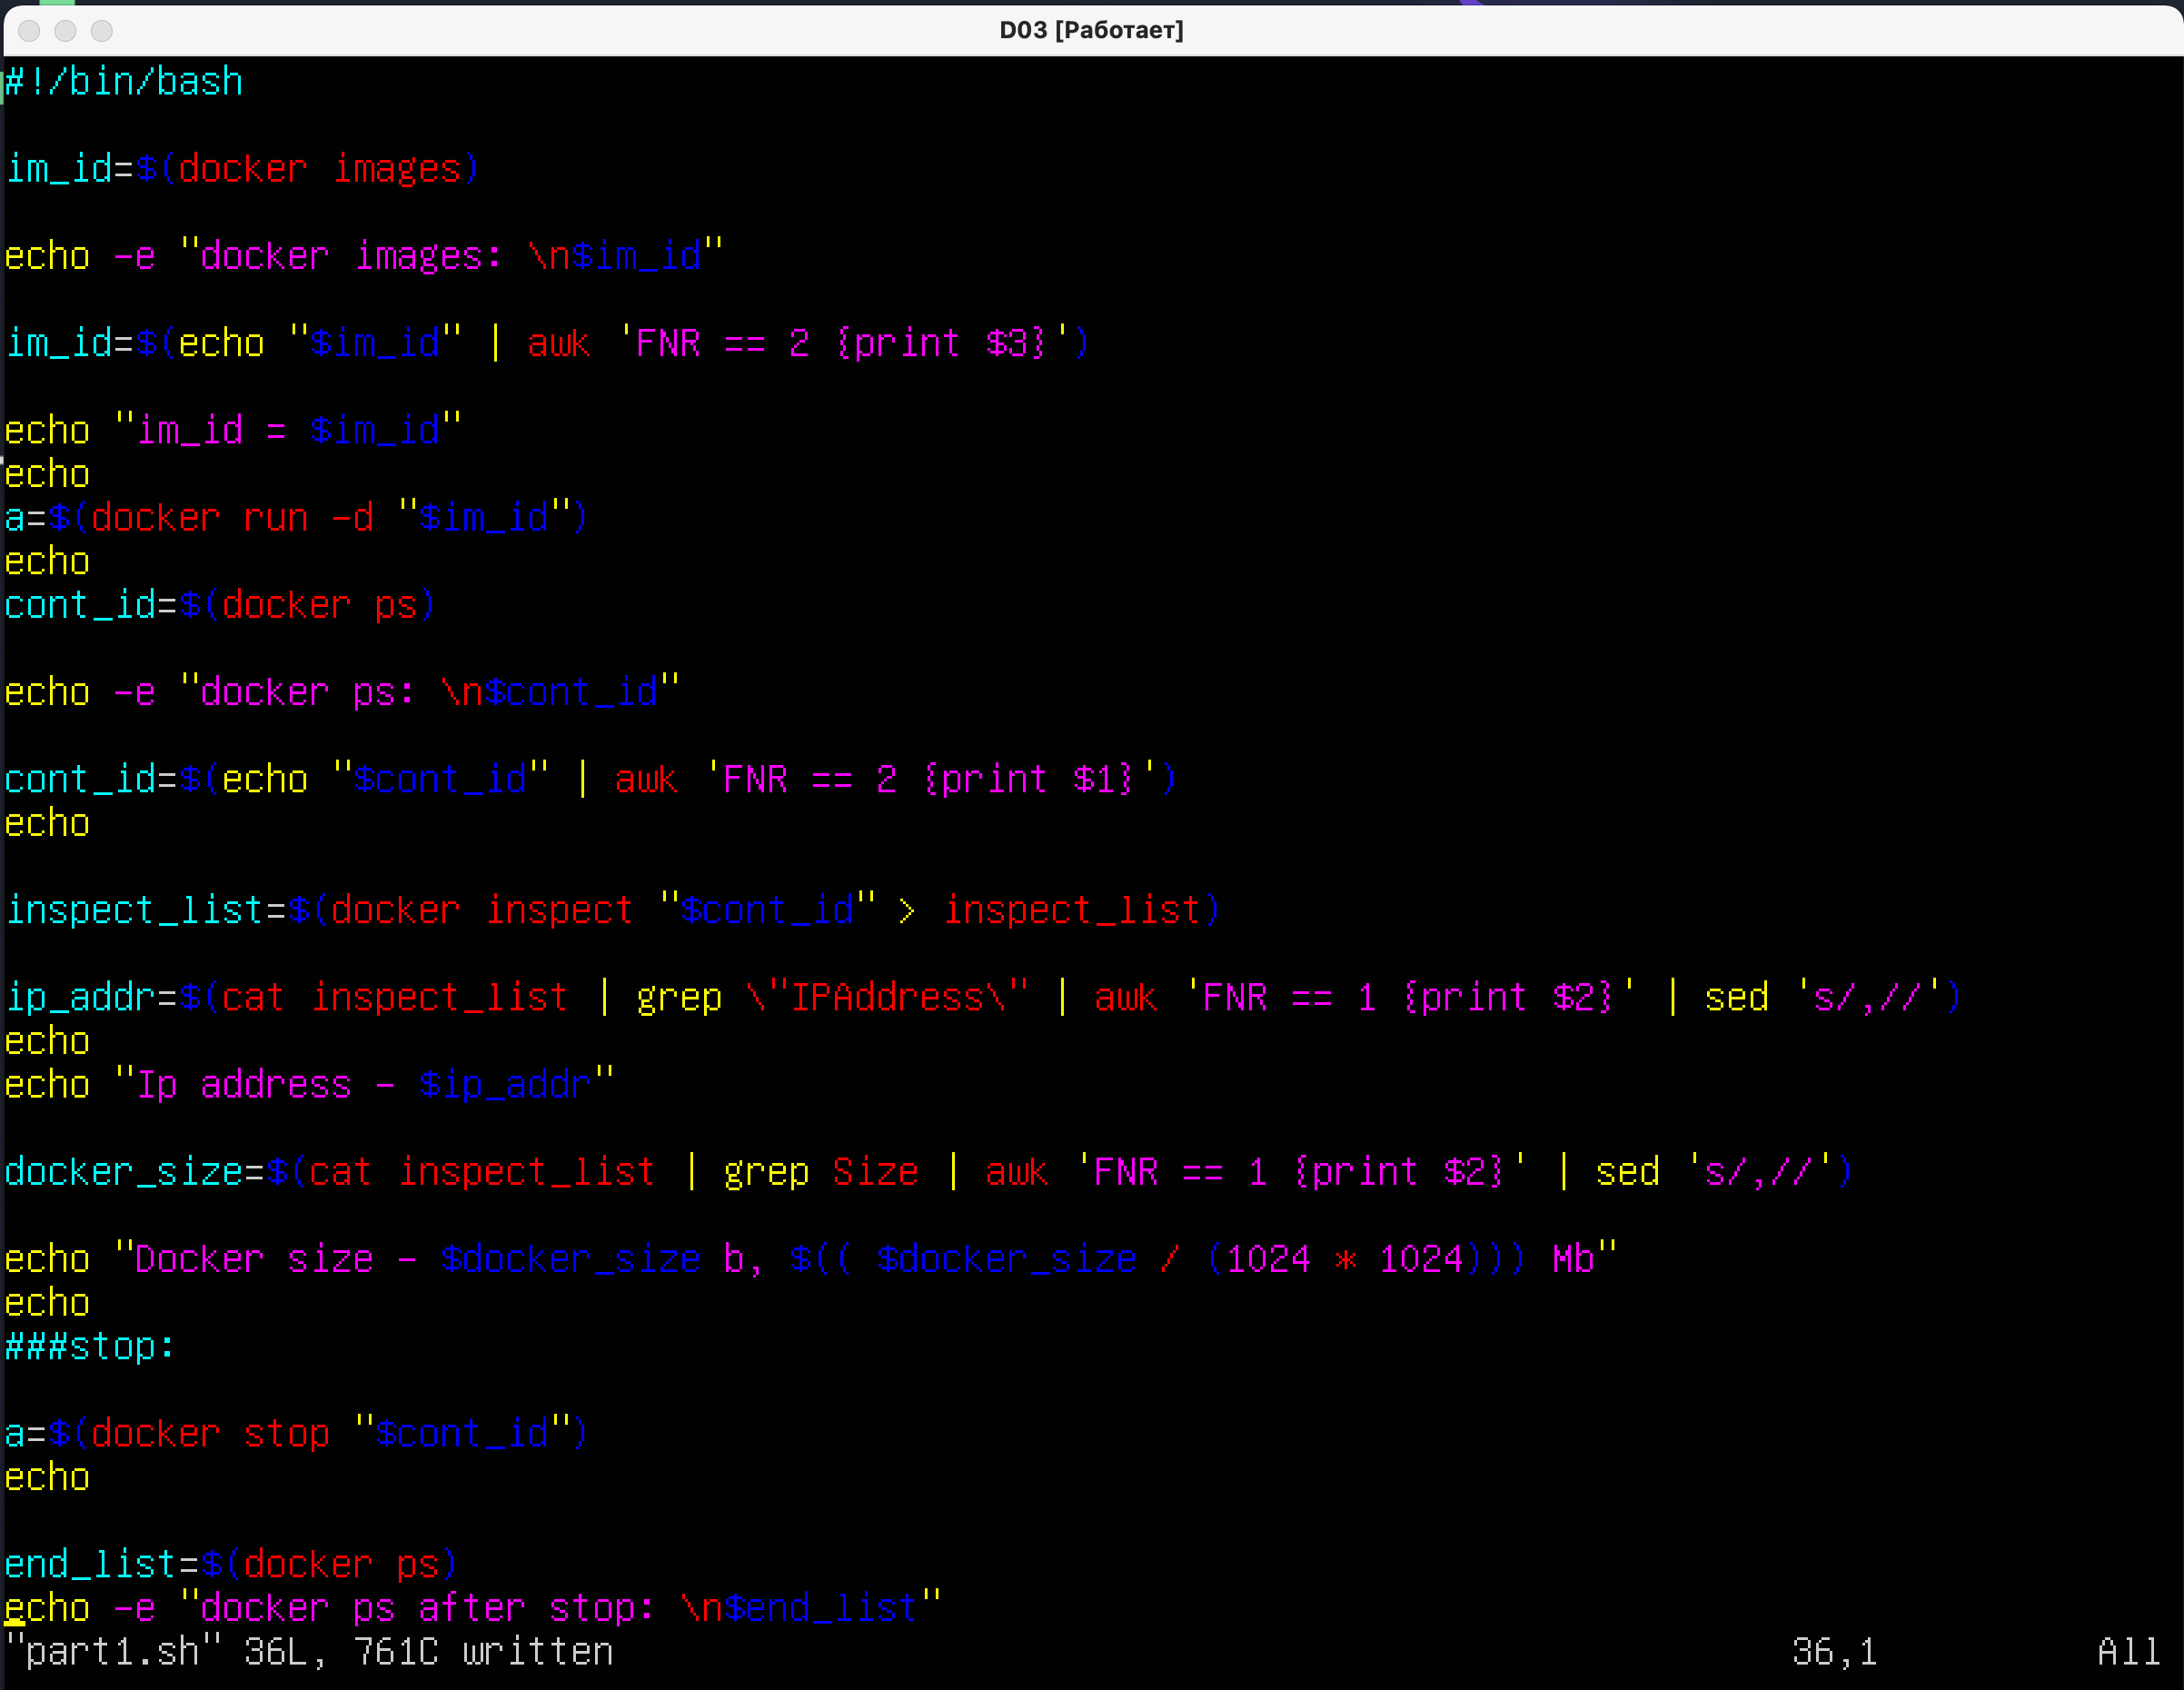 D03 [Работает]
#!/bin/bash
im_id=$(docker images)
echo -e "docker images: \n$im_id"
im_id=$(echo "$im_id" | awk 'FNR == 2 {print $3}')
echo "im_id = $im_id"
echo
a=$(docker run -d "$im_id")
echo
cont_id=$(docker ps)
echo -e "docker ps: \n$cont_id"
cont_id=$(echo "$cont_id" | awk 'FNR == 2 {print $1}')
echo
inspect_list=$(docker inspect "$cont_id" > inspect_list)
ip_addr=$(cat inspect_list | grep \"IPAddress\" | awk 'FNR == 1 {print $2}' | sed 's/,//')
echo
echo "Ip address - $ip_addr"
docker_size=$(cat inspect_list | grep Size | awk 'FNR == 1 {print $2}' | sed 's/,//')
echo "Docker size - $docker_size b, $(( $docker_size / (1024 * 1024))) Mb"
echo
###stop:
a=$(docker stop "$cont_id")
echo
end_list=$(docker ps)
echo -e "docker ps after stop: \n$end_list"
"part1.sh" 36L, 761C written 36,1 All